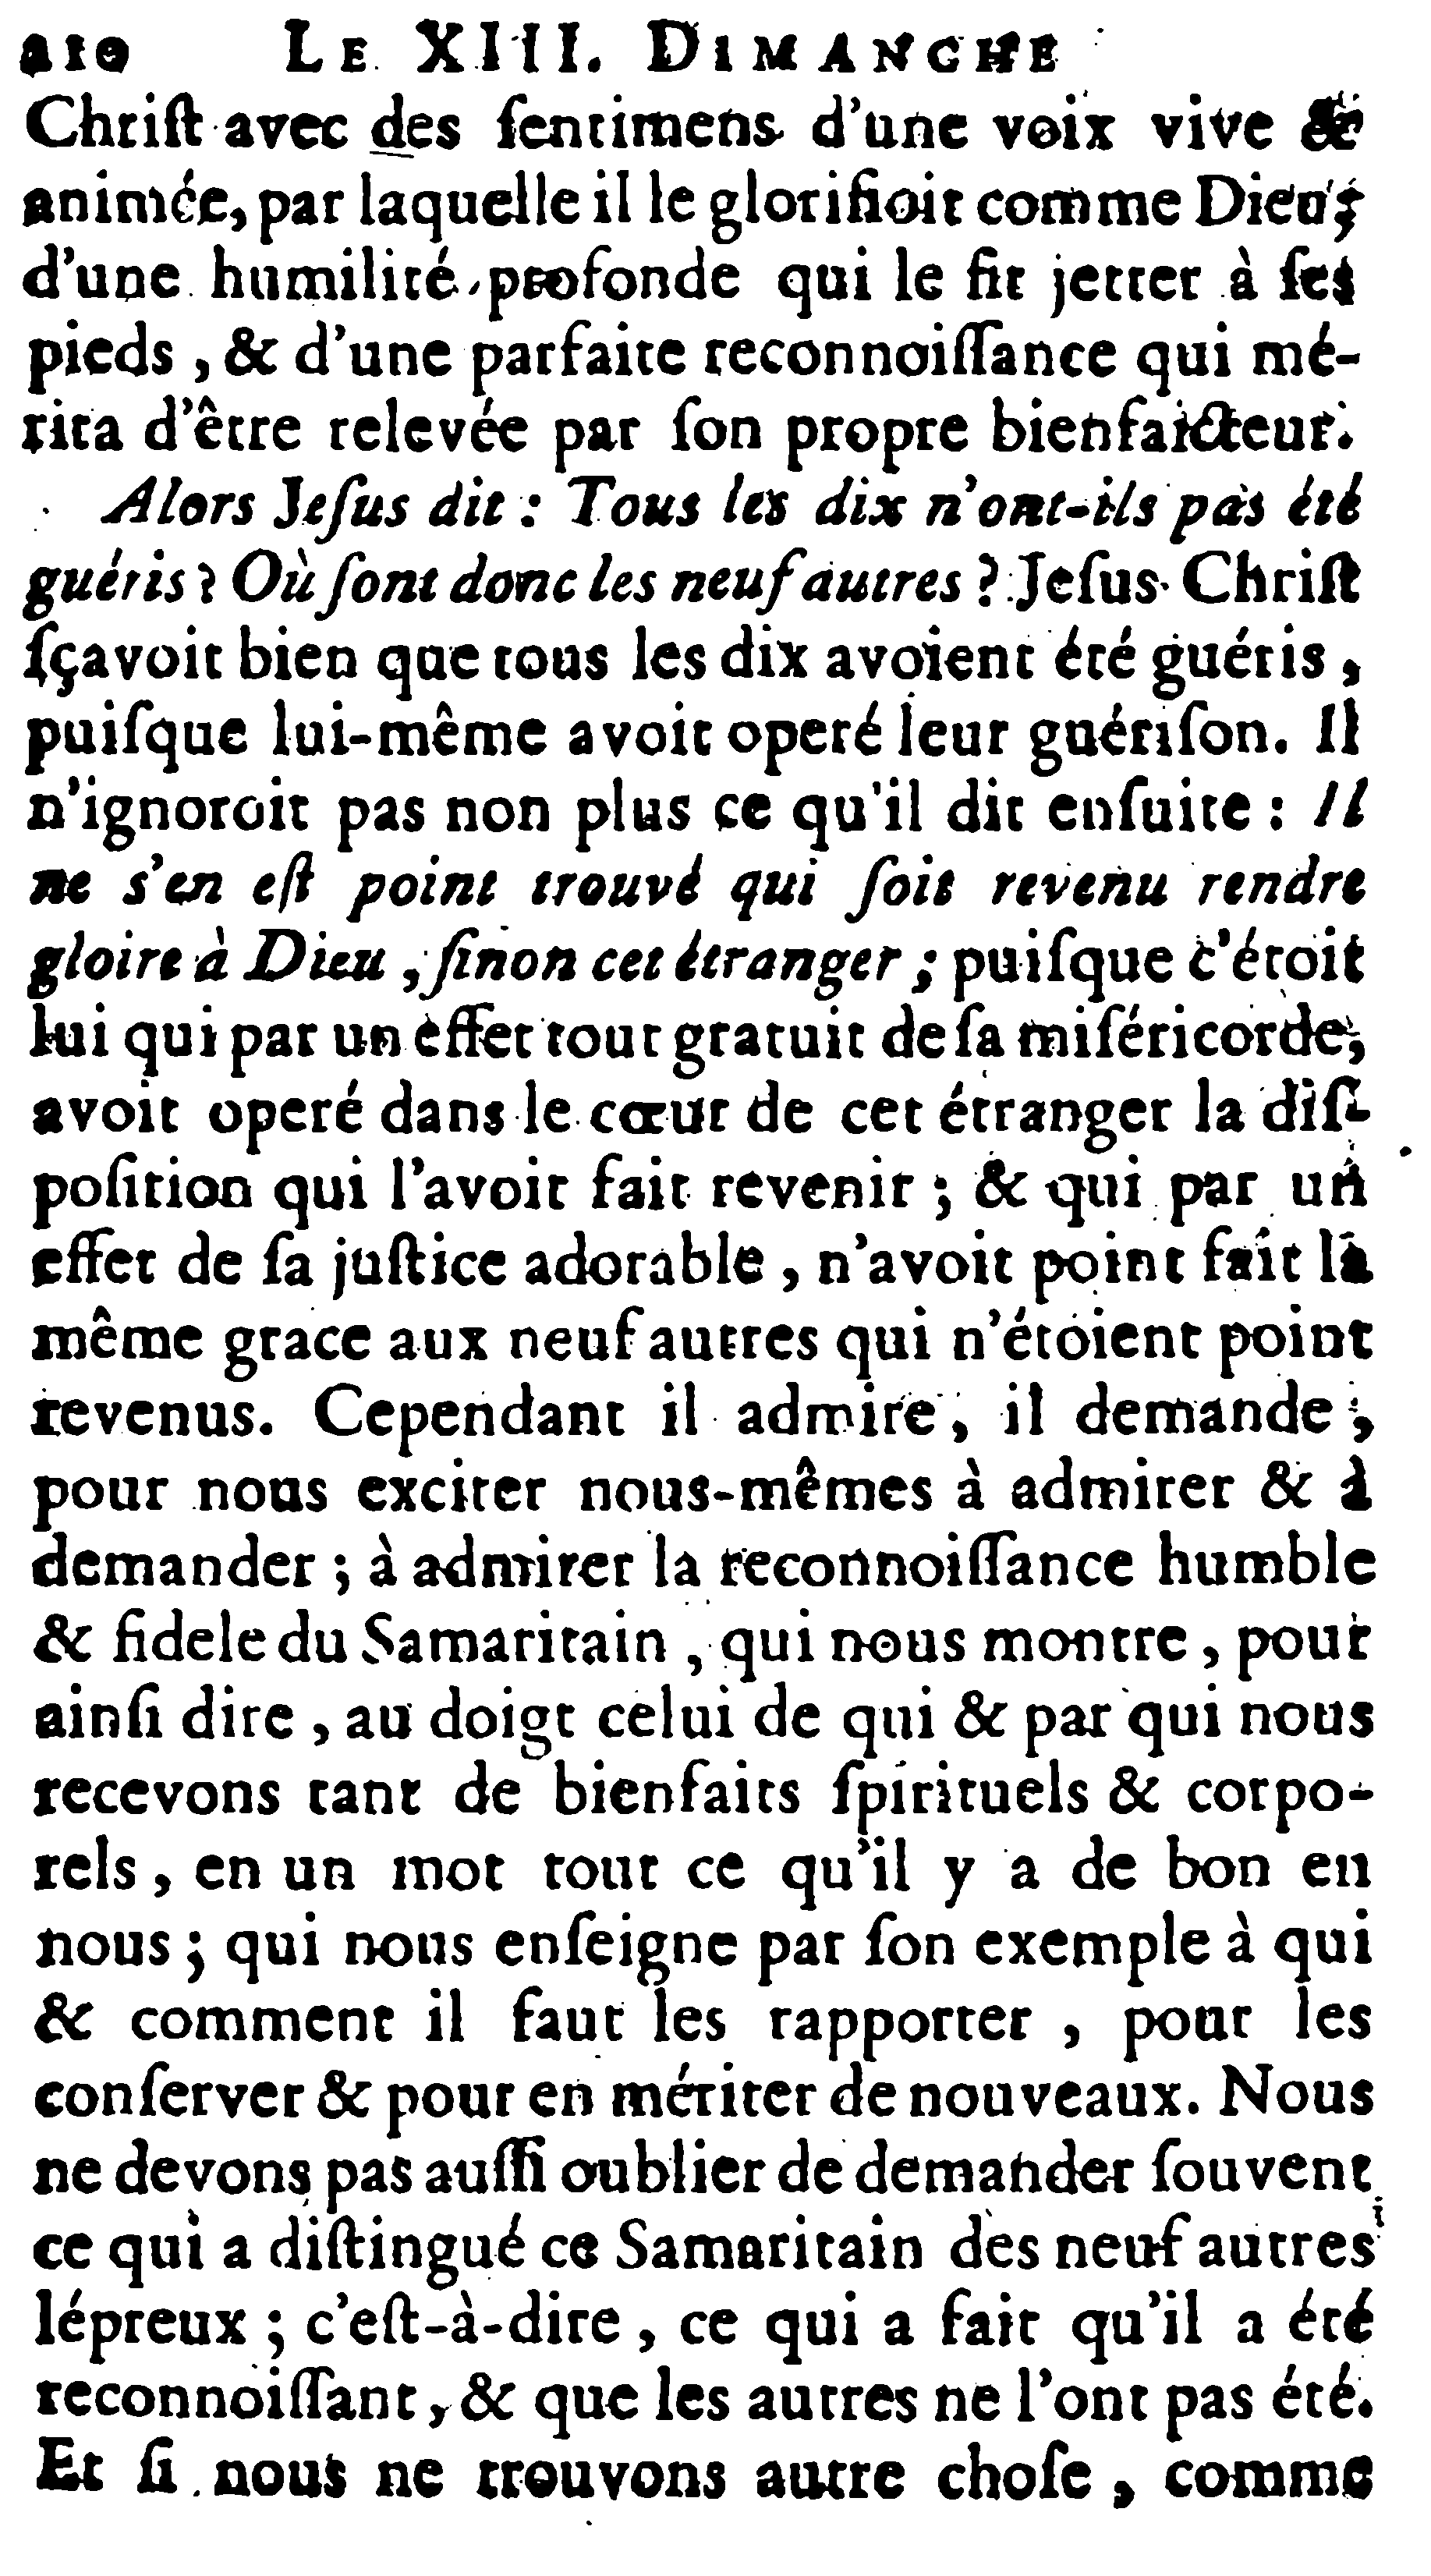 210 LE XIII. DIMANCHE
Chriſt avec des ſentimens d'une voix vive &
animée, par laquelle il le glorifioit comme Dieu;
d'une humilité profonde qui le fit jetter à ſes
pieds, & d'une parfaite reconnoiſſance qui mé-
rita d'être relevée par ſon propre bienfaicteur.
Alors Jeſus dit : Tous les dix n'ont-ils pas été
guéris ? Où ſont donc les neuf autres ? Jeſus Chriſt
ſçavoit bien que tous les dix avoient été guéris,
puiſque lui-même avoit operé leur guériſon. Il
n'ignoroit pas non plus ce qu'il dit enſuite : Il
ne s'en eſt point trouvé qui ſoit revenu rendre
gloire à Dieu, ſinon cet étranger ; puiſque c'étoit
lui qui par un effet tout gratuit de ſa miſéricorde,
avoit operé dans le cœur de cet étranger la diſ-
poſition qui l'avoit fait revenir ; & qui par un
effet de ſa juſtice adorable, n'avoit point fait la
même grace aux neuf autres qui n'étoient point
revenus. Cependant il admire, il demande,
pour nous exciter nous-mêmes à admirer & à
demander ; à admirer la reconnoiſſance humble
& fidele du Samaritain, qui nous montre, pour
ainſi dire, au doigt celui de qui & par qui nous
recevons tant de bienfaits ſpirituels & corpo-
rels, en un mot tout ce qu'il y a de bon en
nous ; qui nous enſeigne par ſon exemple à qui
& comment il faut les rapporter, pour les
conſerver & pour en mériter de nouveaux. Nous
ne devons pas auſſi oublier de demander ſouvent
ce qui a diſtingué ce Samaritain des neuf autres
lépreux ; c'eſt-à-dire, ce qui a fait qu'il a été
reconnoiſſant, & que les autres ne l'ont pas été.
Et ſi nous ne trouvons autre choſe, comme